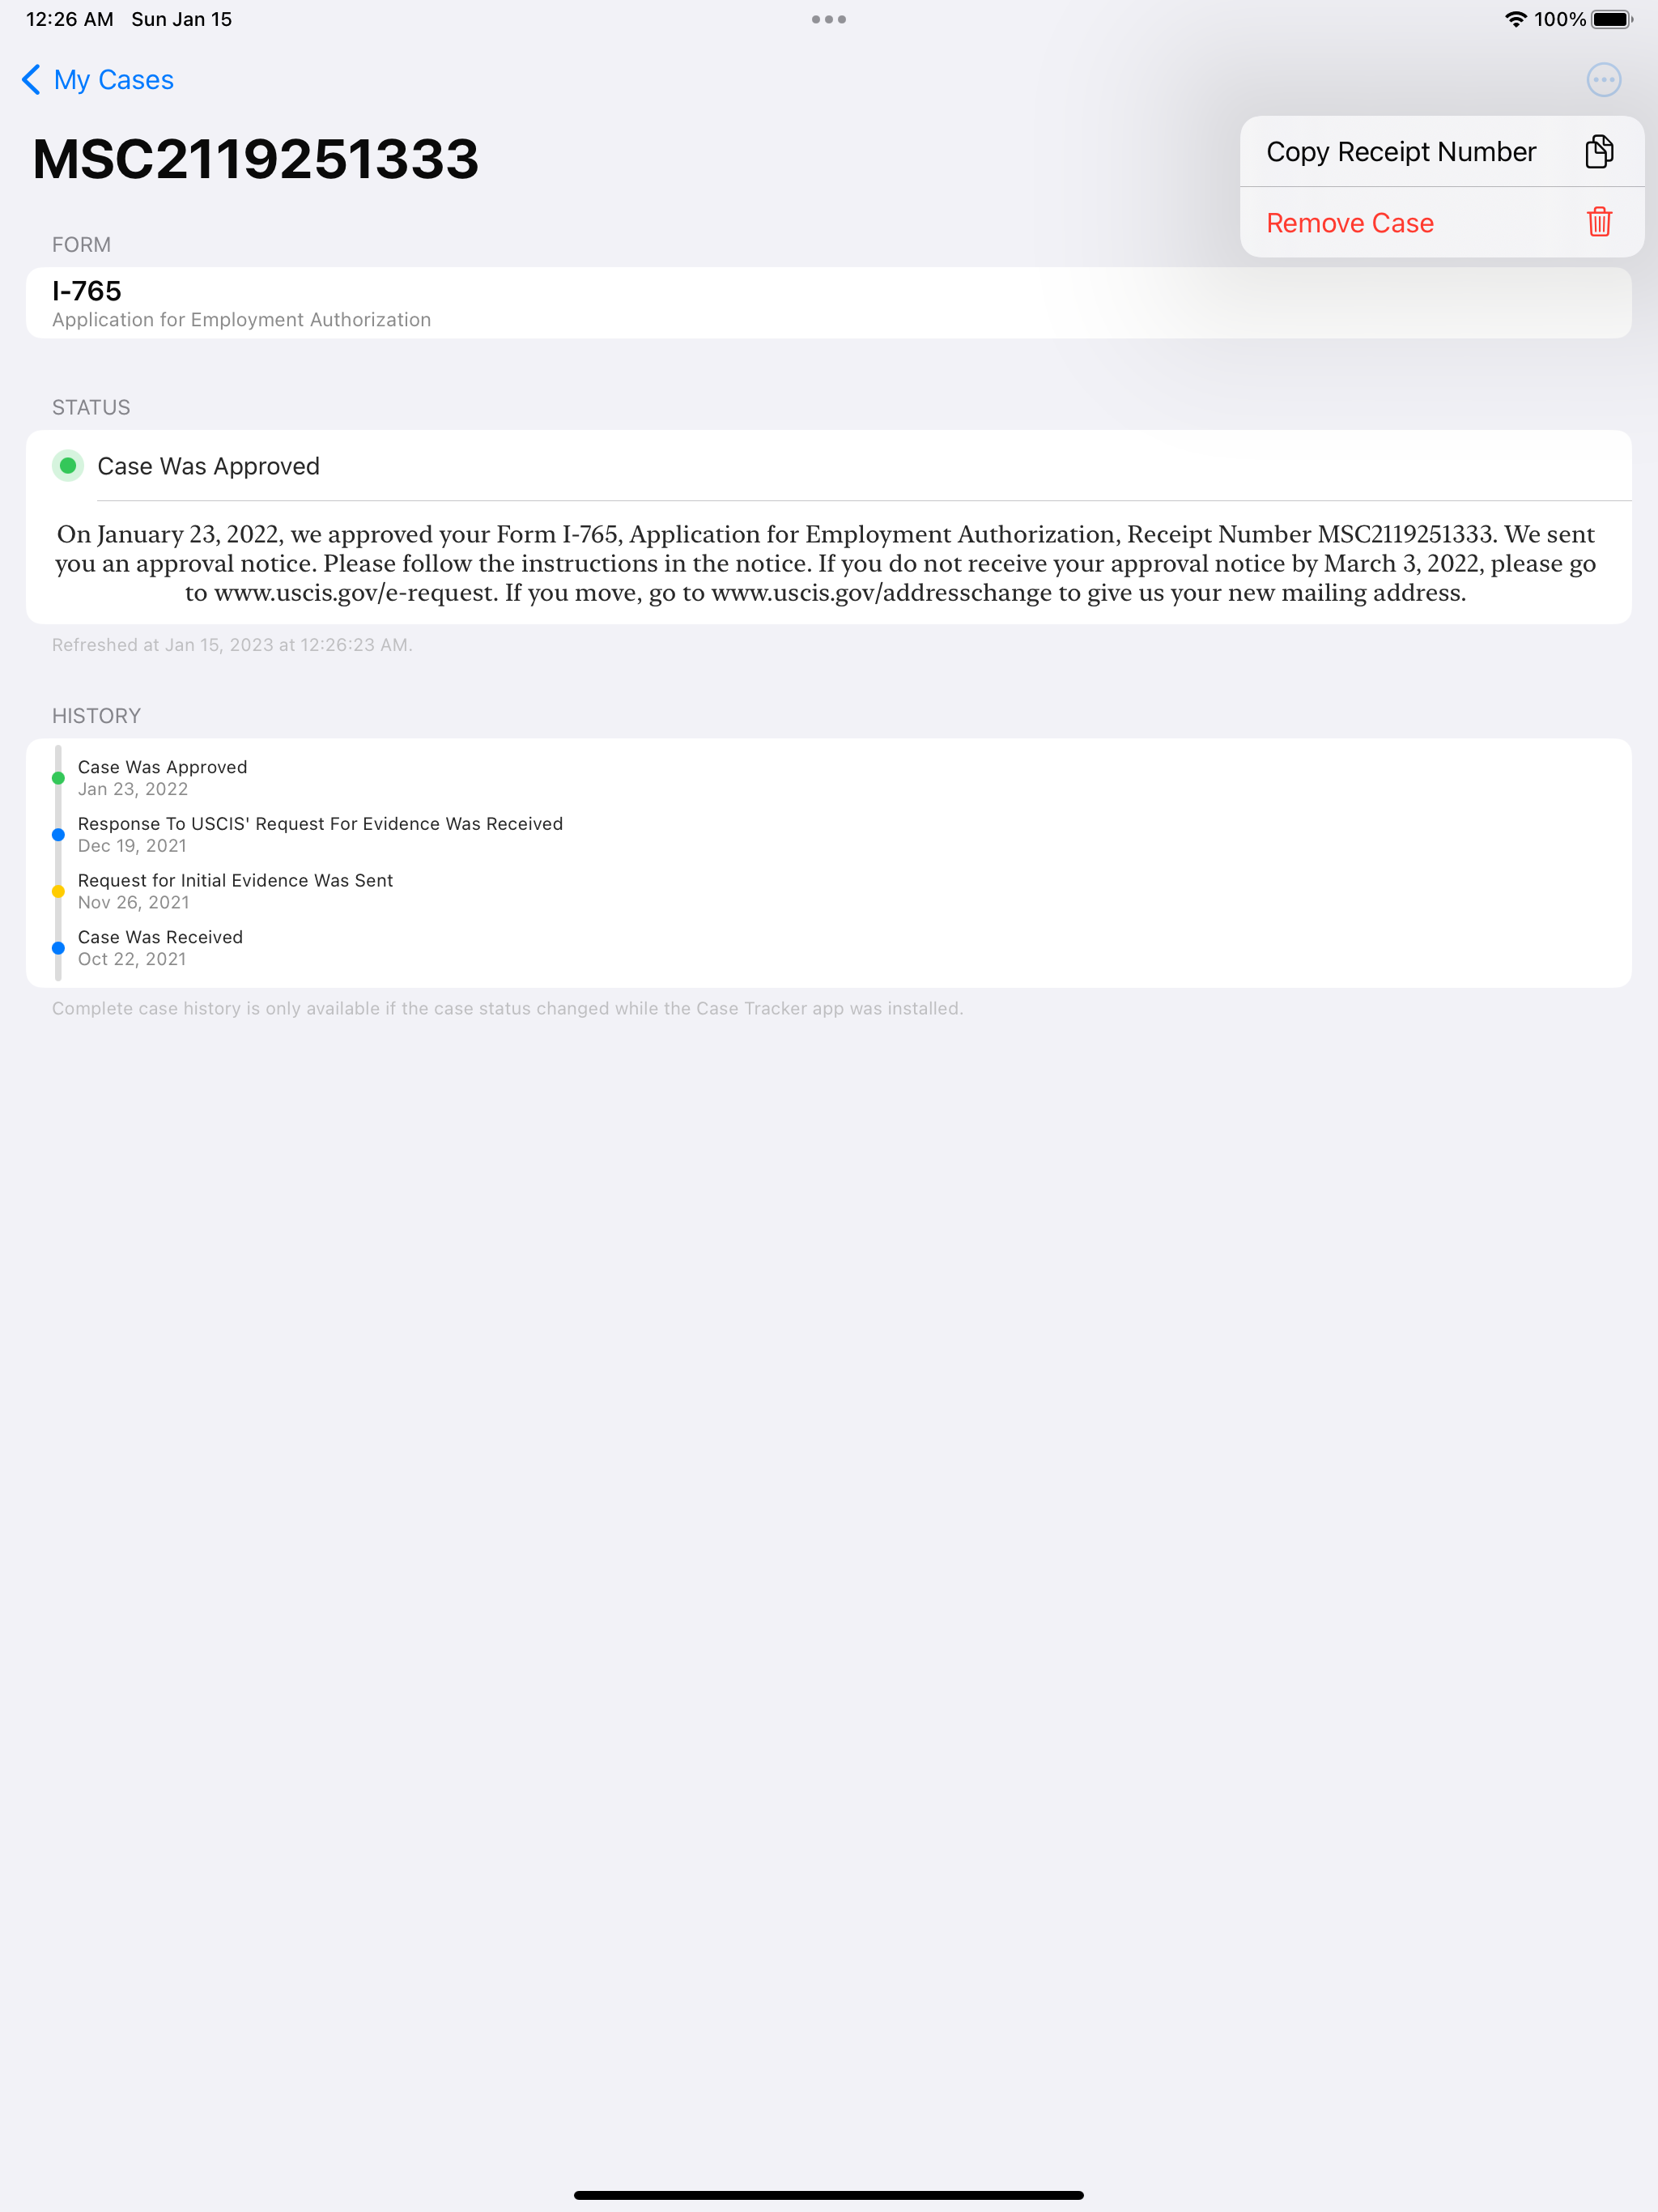 12:26 AM Sun Jan 15
100%
My Cases
MSC2119251333
Copy Receipt Number
Remove Case
FORM
I-765
Application for Employment Authorization
STATUS
Case Was Approved
On January 23, 2022, we approved your Form I-765, Application for Employment Authorization, Receipt Number MSC2119251333. We sent
you an approval notice. Please follow the instructions in the notice. If you do not receive your approval notice by March 3, 2022, please go
to www.uscis.gov/e-request. If you move, go to www.uscis.gov/addresschange to give us your new mailing address.
Refreshed at Jan 15, 2023 at 12:26:23 AM.
HISTORY
Case Was Approved
Jan 23, 2022
Response To USCIS' Request For Evidence Was Received
Dec 19, 2021
Request for Initial Evidence Was Sent
Nov 26, 2021
Case Was Received
Oct 22, 2021
Complete case history is only available if the case status changed while the Case Tracker app was installed.